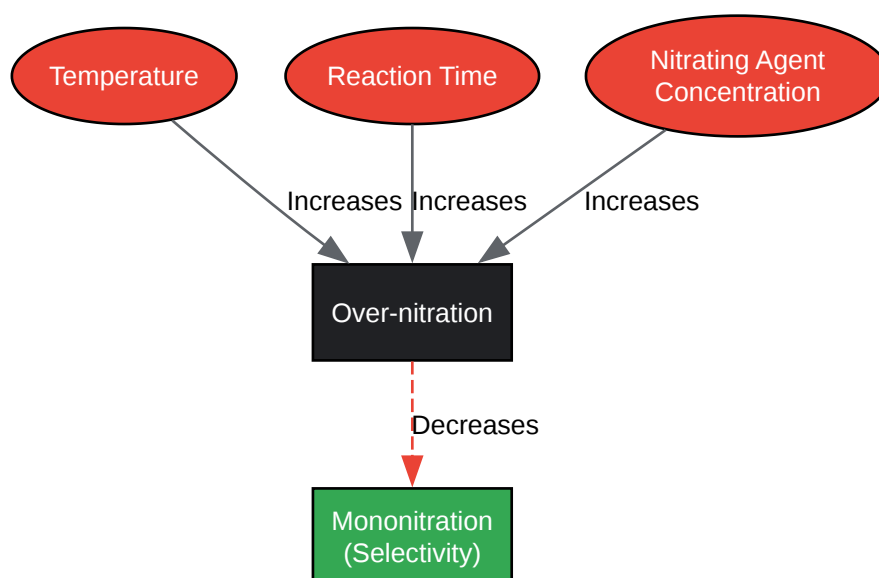 Temperature
Reaction Time
Nitrating Agent
Concentration
Increases
Increases
Increases
Over-nitration
Decreases
Mononitration
(Selectivity)